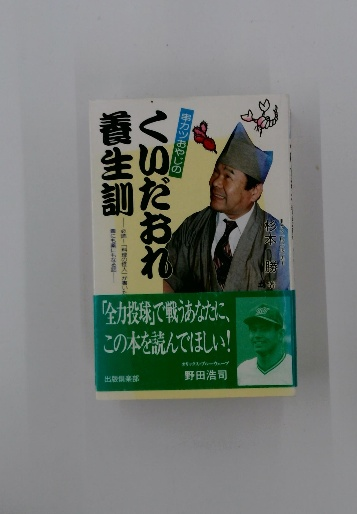 串カツおやじの
くいだおれ
養生訓
杉本 勝
「全力投球」で戦うあなたに、
この本を読んでほしい!
オリックス・ブルーウェーブ
野田浩司
出版倶楽部